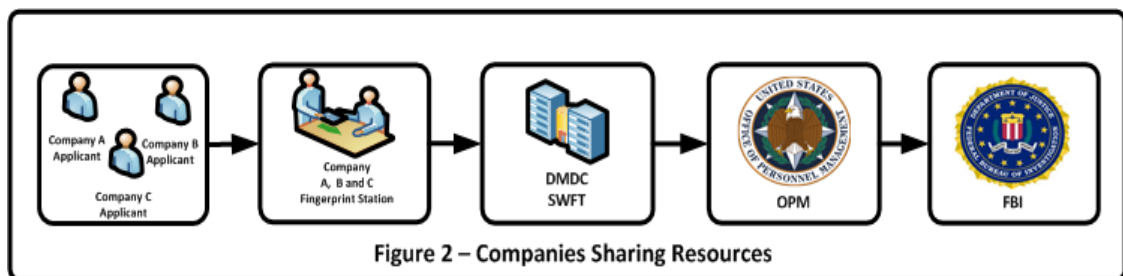 Company A
Applicant
Company B
Applicant
Company C
Applicant
Company
A, B and C
Fingerprint Station
DMDC
SWFT
UNITED STATES
OFFICE OF PERSONNEL MANAGEMENT
OPM
DEPARTMENT OF JUSTICE
FEDERAL BUREAU OF INVESTIGATION
FBI
Figure 2 – Companies Sharing Resources